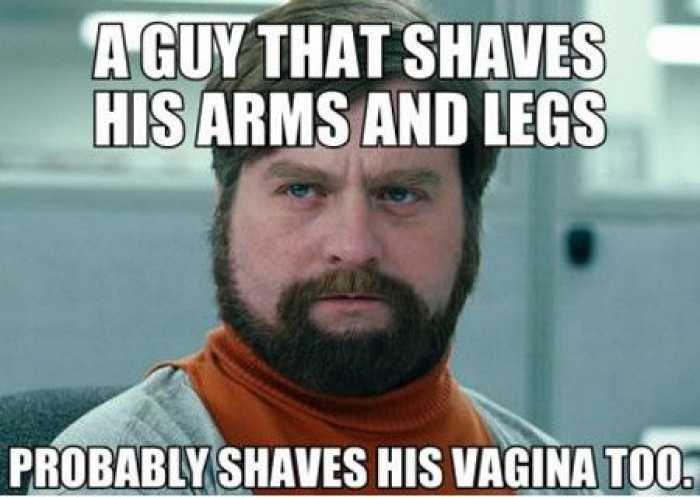 A GUY THAT SHAVES
HIS ARMS AND LEGS
PROBABLY SHAVES HIS VAGINA TOO.